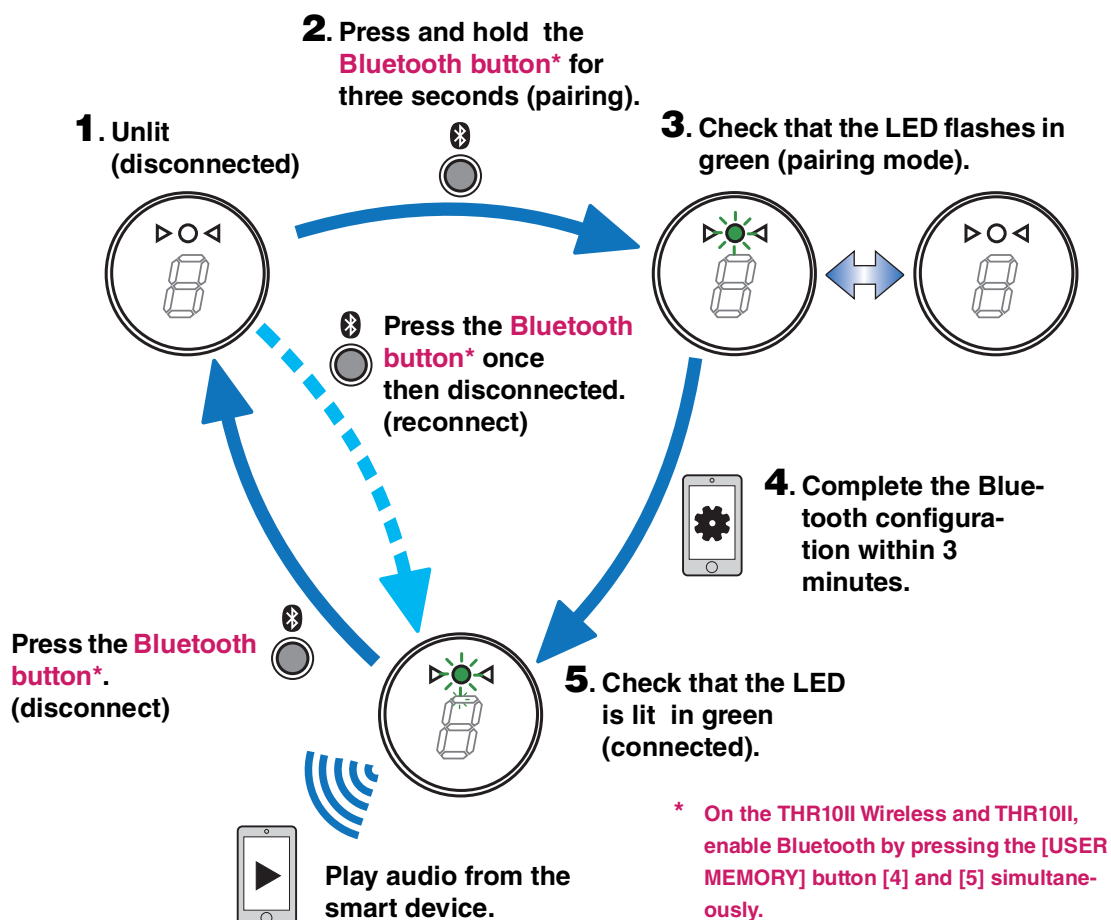 2. Press and hold the
Bluetooth button* for
three seconds (pairing).
1. Unlit
(disconnected)
3. Check that the LED flashes in
green (pairing mode).
Press the Bluetooth
button* once
then disconnected.
(reconnect)
4. Complete the Blue-
tooth configura-
tion within 3
minutes.
Press the Bluetooth
button*.
(disconnect)
5. Check that the LED
is lit in green
(connected).
Play audio from the
smart device.
* On the THR10II Wireless and THR10II,
enable Bluetooth by pressing the [USER
MEMORY] button [4] and [5] simultane-
ously.